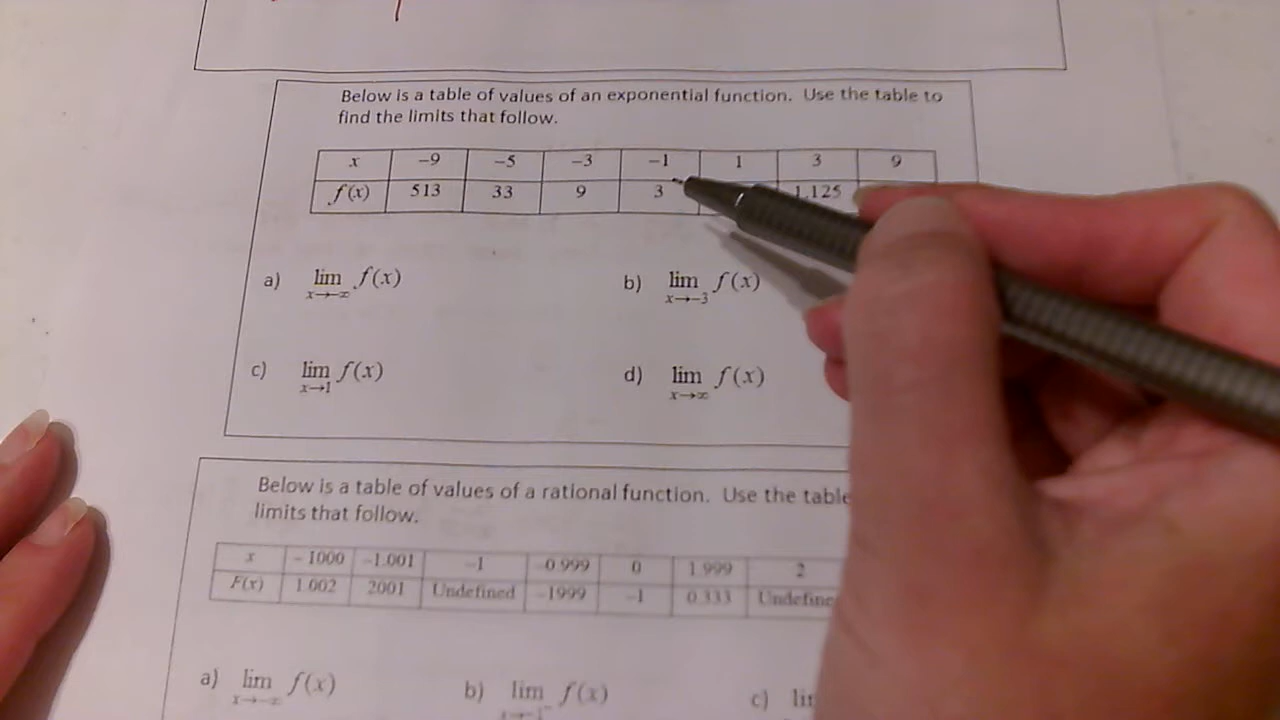 Below is a table of values of an exponential function. Use the table to
find the limits that follow.
x −9 −5 −3 −1 1 3 9
f(x) 513 33 9 3 1.125
a) lim x→−∞ f(x) b) lim x→−3 f(x)
c) lim x→1 f(x) d) lim x→∞ f(x)
Below is a table of values of a rational function. Use the table
limits that follow.
x −1000 −1.001 −1 −0.999 0 1.999 2
F(x) 1.002 2001 Undefined −1999 −1 0.333
a) lim x→−∞ f(x) b) lim x→−1⁻ f(x) c)